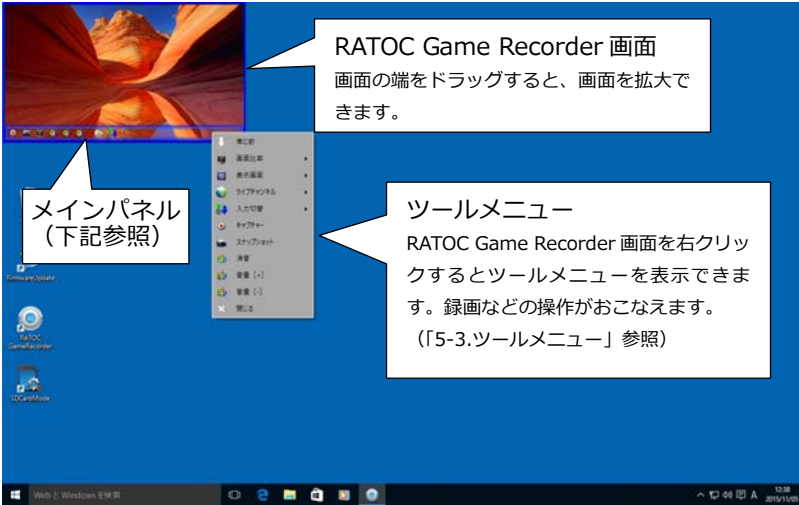 RATOC Game Recorder 画面
画面の端をドラッグすると、画面を拡大で
きます。
常に前
画面比率
表示画面
ライブチャンネル
入力切替
キャプチャー
スナップショット
消音
音量 [+]
音量 [-]
閉じる
メインパネル
（下記参照）
ツールメニュー
RATOC Game Recorder 画面を右クリッ
クするとツールメニューを表示できま
す。録画などの操作がおこなえます。
（「5-3.ツールメニュー」参照）
FirmwareUpdate
RATOC
GameRecorder
SDCardMode
Web と Windows を検索
A
12:38
2015/11/05